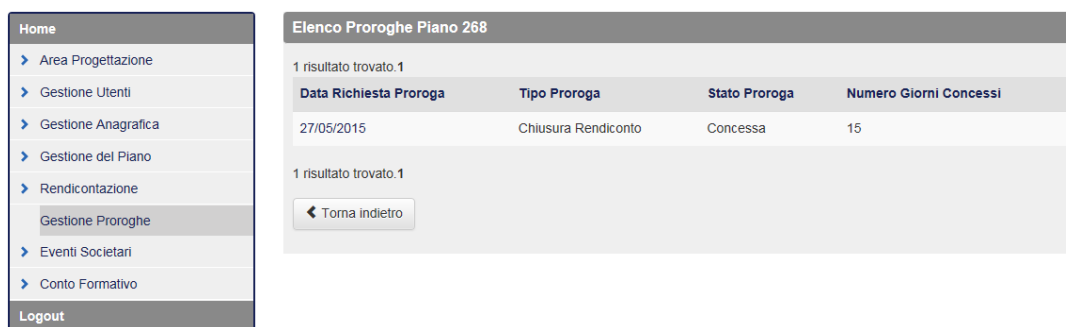 Home
Area Progettazione
Gestione Utenti
Gestione Anagrafica
Gestione del Piano
Rendicontazione
Gestione Proroghe
Eventi Societari
Conto Formativo
Logout
Elenco Proroghe Piano 268
1 risultato trovato.1
Data Richiesta Proroga Tipo Proroga Stato Proroga Numero Giorni Concessi
27/05/2015 Chiusura Rendiconto Concessa 15
1 risultato trovato.1
Torna indietro